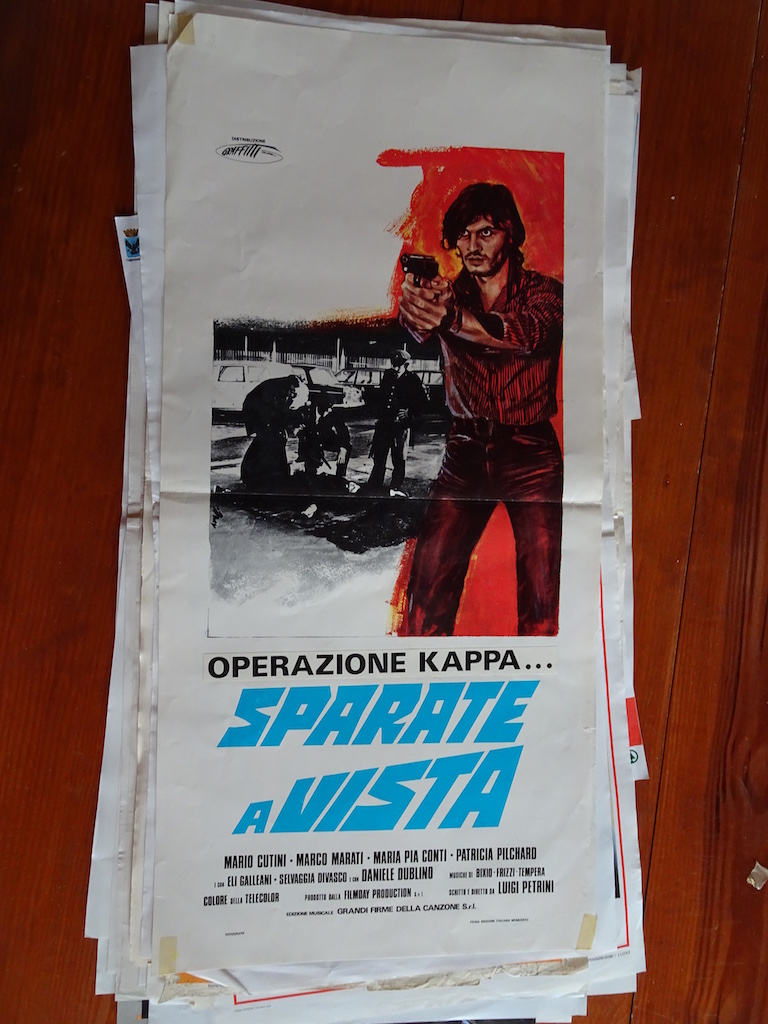 DISTRIBUZIONE
GRAFFITI
OPERAZIONE KAPPA...
SPARATE
A VISTA
MARIO CUTINI • MARCO MARATI • MARIA PIA CONTI • PATRICIA PILCHARD
E CON ELI GALLEANI • SELVAGGIA DIVASCO E CON DANIELE DUBLINO MUSICHE DI BIXIO • FRIZZI • TEMPERA
COLORE DELLA TELECOLOR PRODOTTO DALLA FILMDAY PRODUCTION S.r.l. SCRITTO E DIRETTO DA LUIGI PETRINI
EDIZIONE MUSICALE GRANDI FIRME DELLA CANZONE S.r.l.